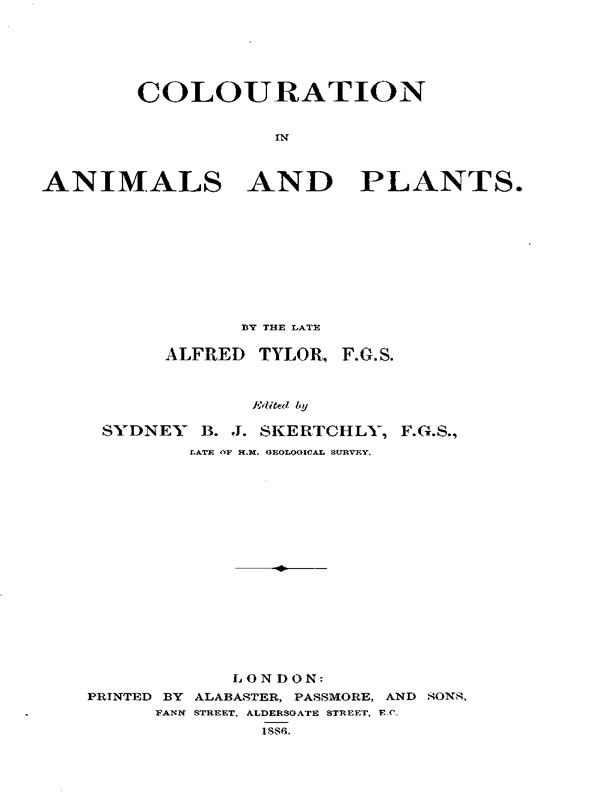 COLOURATION
IN
ANIMALS AND PLANTS.
BY THE LATE
ALFRED TYLOR, F.G.S.
Edited by
SYDNEY B. J. SKERTCHLY, F.G.S.,
LATE OF H.M. GEOLOGICAL SURVEY.
LONDON:
PRINTED BY ALABASTER, PASSMORE, AND SONS,
FANN STREET, ALDERSGATE STREET, E.C.
1886.